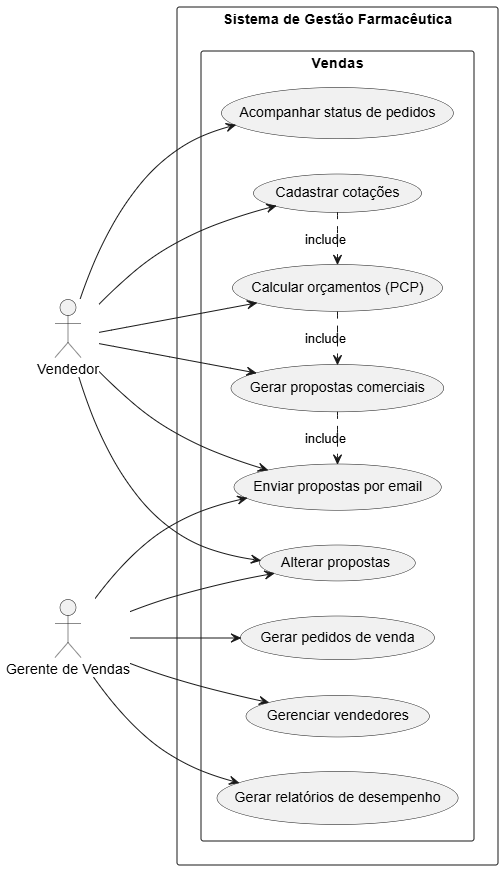 Sistema de Gestão Farmacêutica
Vendas
Acompanhar status de pedidos
Cadastrar cotações
include
Calcular orçamentos (PCP)
include
Vendedor
Gerar propostas comerciais
include
Enviar propostas por email
Alterar propostas
Gerar pedidos de venda
Gerente de Vendas
Gerenciar vendedores
Gerar relatórios de desempenho